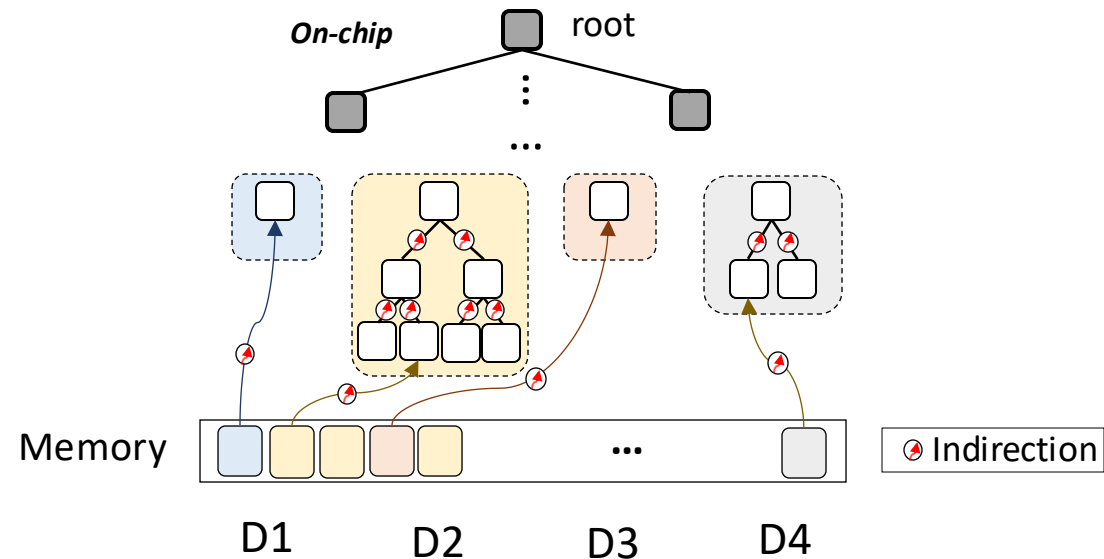 On-chip
root
...
...
Memory
...
Indirection
D1
D2
D3
D4